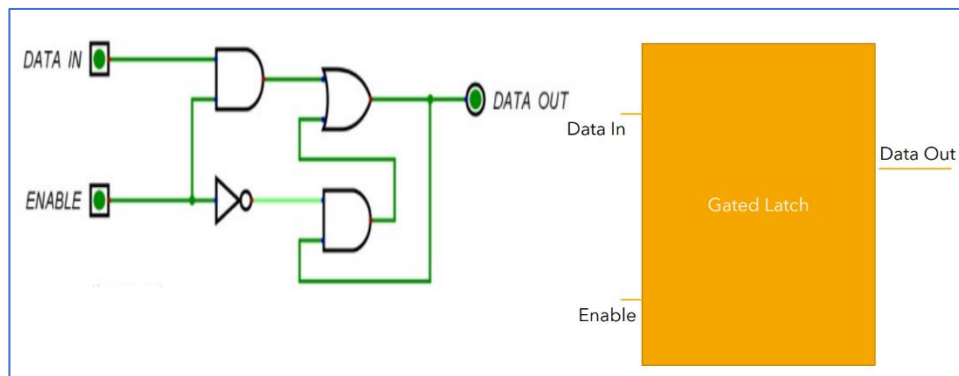 DATA IN
DATA OUT
ENABLE
Data In
Data Out
Gated Latch
Enable